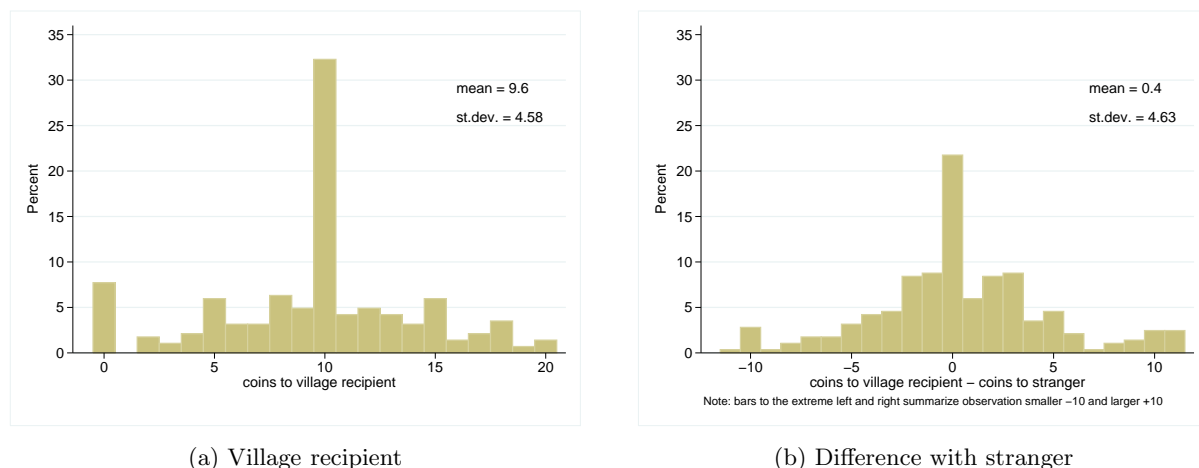 35
30
25
20
15
10
5
0
Percent
mean = 9.6
st.dev. = 4.58
0 5 10 15 20
coins to village recipient
(a) Village recipient
35
30
25
20
15
10
5
0
Percent
mean = 0.4
st.dev. = 4.63
−10 −5 0 5 10
coins to village recipient − coins to stranger
Note: bars to the extreme left and right summarize observation smaller −10 and larger +10
(b) Difference with stranger